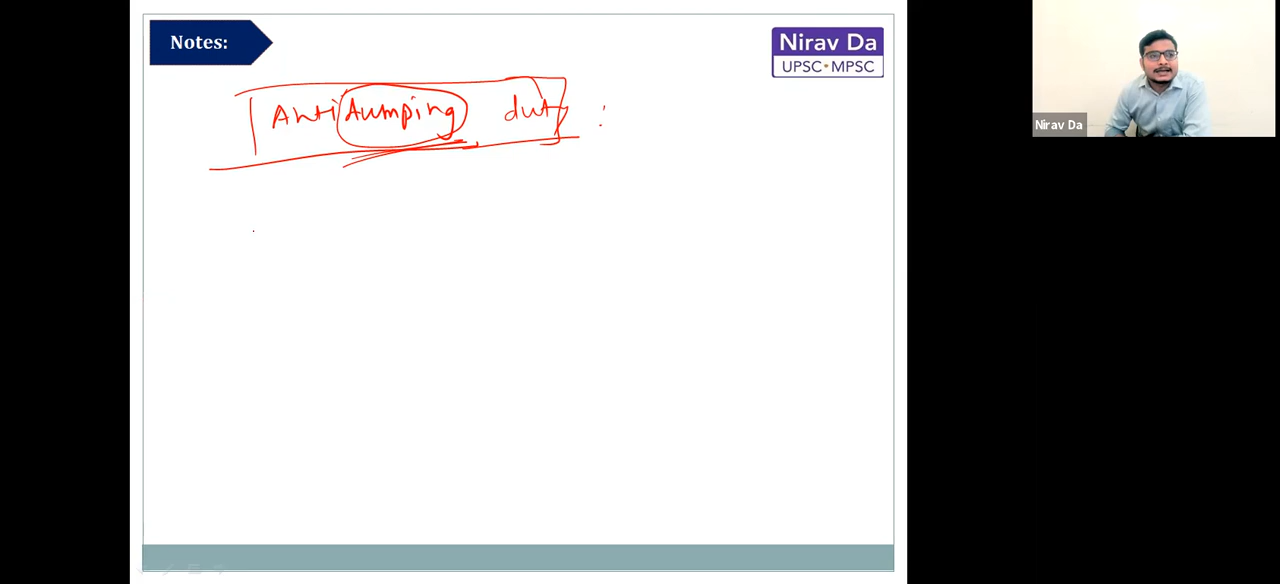 Notes:
Nirav Da
UPSC•MPSC
Anti dumping duty :
Nirav Da